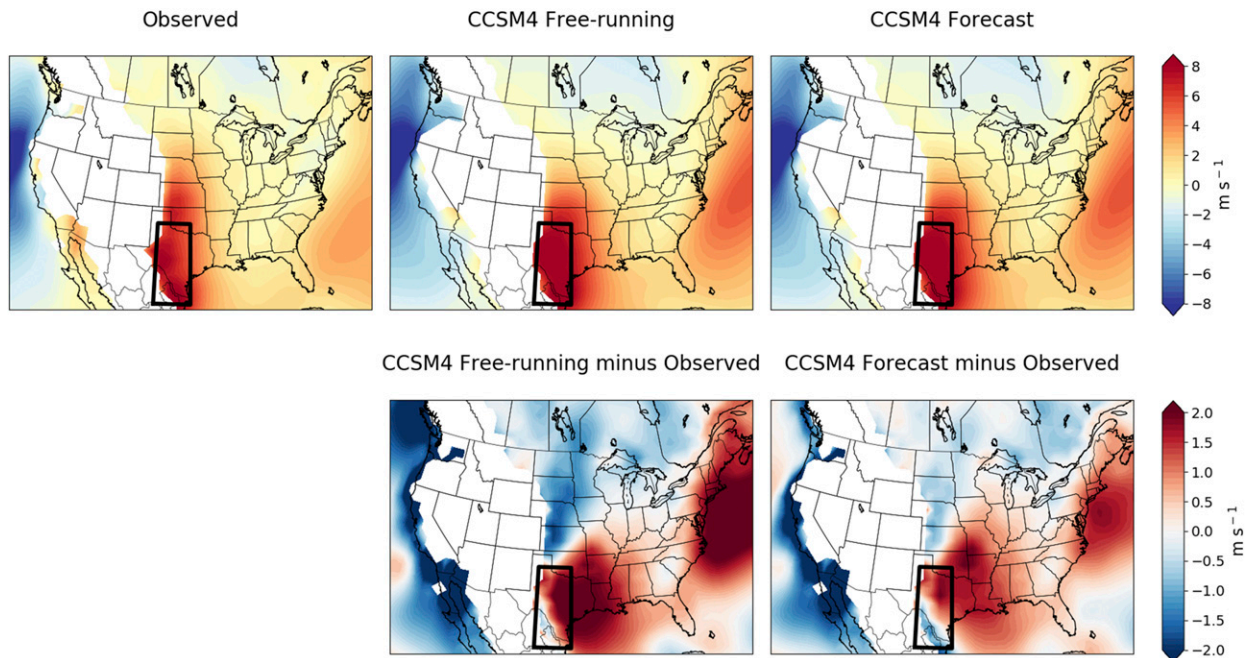 Observed
CCSM4 Free-running
CCSM4 Forecast
8
6
4
2
0
−2
−4
−6
−8
m s⁻¹
CCSM4 Free-running minus Observed
CCSM4 Forecast minus Observed
2.0
1.5
1.0
0.5
0.0
−0.5
−1.0
−1.5
−2.0
m s⁻¹